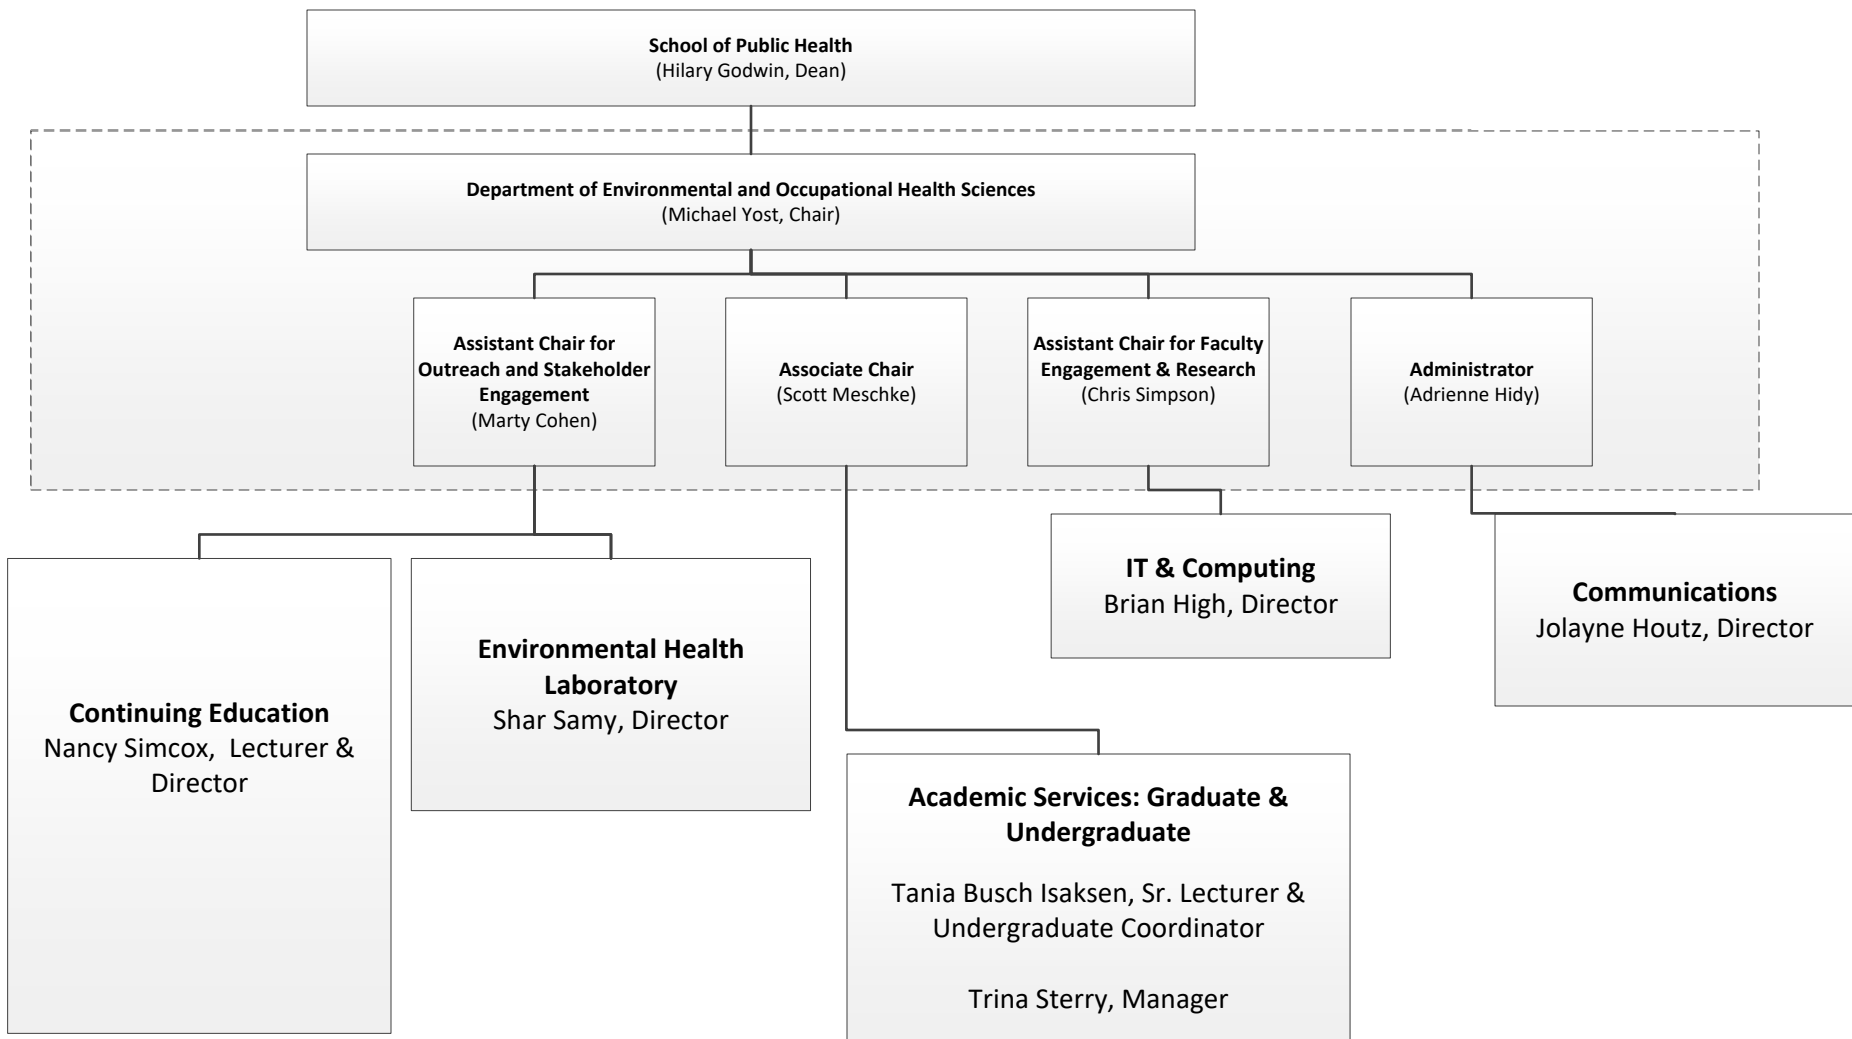 School of Public Health
(Hilary Godwin, Dean)
Department of Environmental and Occupational Health Sciences
(Michael Yost, Chair)
Assistant Chair for
Outreach and Stakeholder
Engagement
(Marty Cohen)
Associate Chair
(Scott Meschke)
Assistant Chair for Faculty
Engagement & Research
(Chris Simpson)
Administrator
(Adrienne Hidy)
Continuing Education
Nancy Simcox,  Lecturer &
Director
Environmental Health
Laboratory
Shar Samy, Director
IT & Computing
Brian High, Director
Communications
Jolayne Houtz, Director
Academic Services: Graduate &
Undergraduate
Tania Busch Isaksen, Sr. Lecturer &
Undergraduate Coordinator
Trina Sterry, Manager